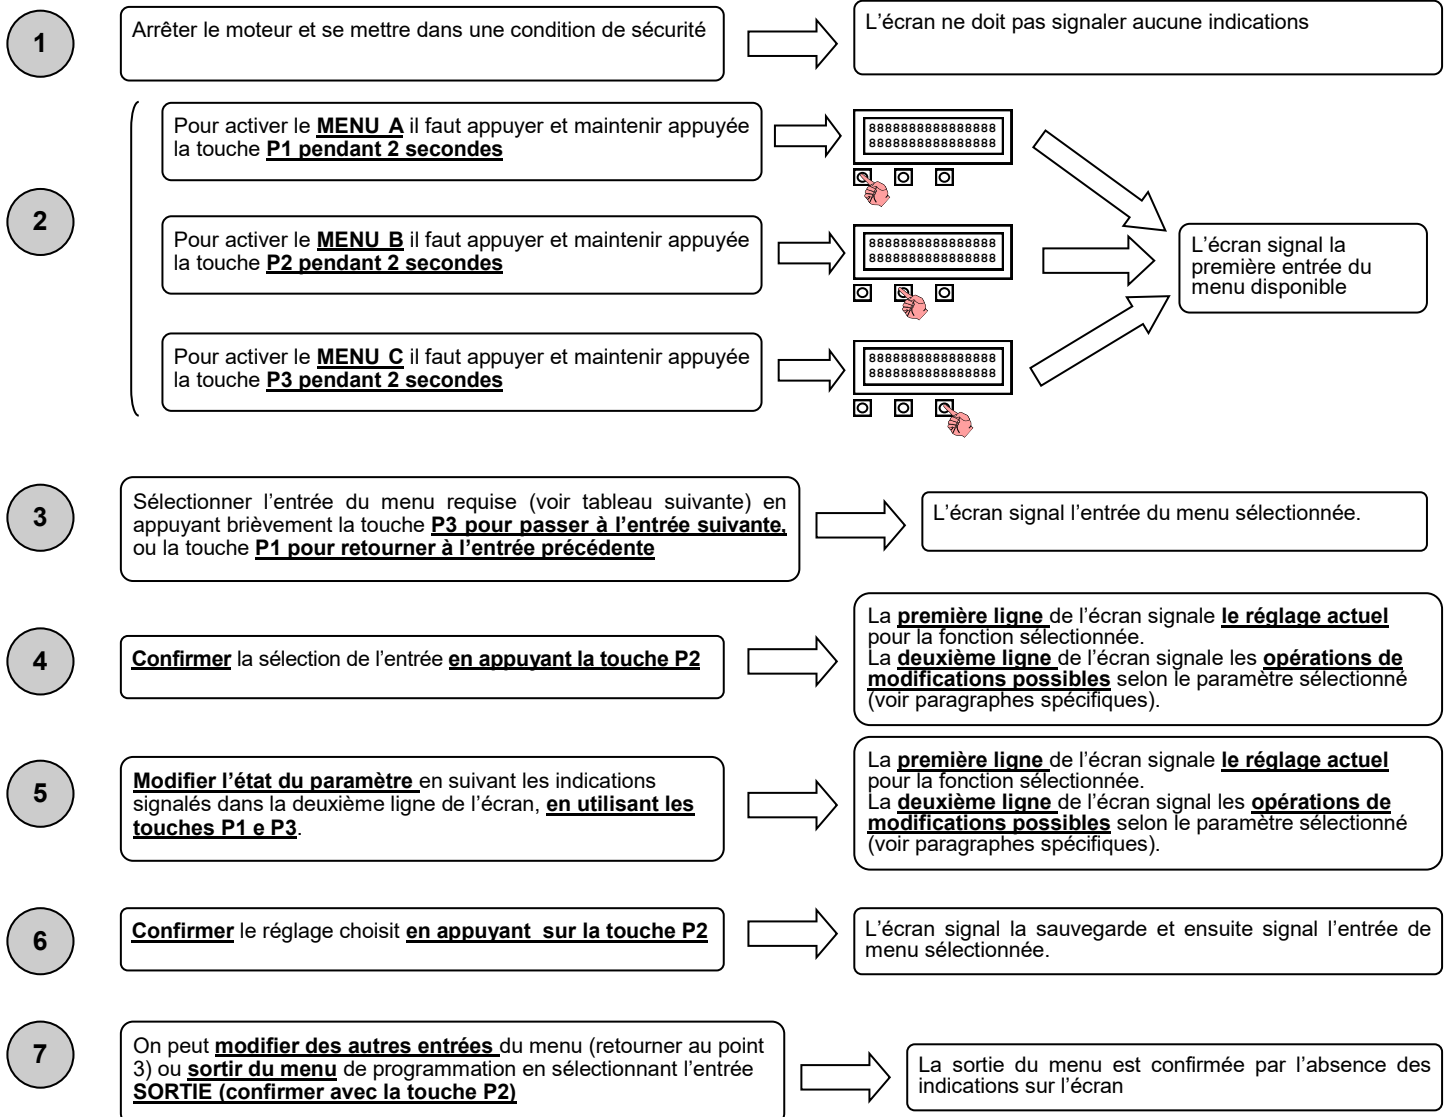 1
Arrêter le moteur et se mettre dans une condition de sécurité
L'écran ne doit pas signaler aucune indications
2
Pour activer le MENU A il faut appuyer et maintenir appuyée
la touche P1 pendant 2 secondes
8888888888888888
8888888888888888
Pour activer le MENU B il faut appuyer et maintenir appuyée
la touche P2 pendant 2 secondes
8888888888888888
8888888888888888
Pour activer le MENU C il faut appuyer et maintenir appuyée
la touche P3 pendant 2 secondes
8888888888888888
8888888888888888
L'écran signal la
première entrée du
menu disponible
3
Sélectionner l'entrée du menu requise (voir tableau suivante) en
appuyant brièvement la touche P3 pour passer à l'entrée suivante,
ou la touche P1 pour retourner à l'entrée précédente
L'écran signal l'entrée du menu sélectionnée.
4
Confirmer la sélection de l'entrée en appuyant la touche P2
La première ligne de l'écran signale le réglage actuel
pour la fonction sélectionnée.
La deuxième ligne de l'écran signale les opérations de
modifications possibles selon le paramètre sélectionné
(voir paragraphes spécifiques).
5
Modifier l'état du paramètre en suivant les indications
signalés dans la deuxième ligne de l'écran, en utilisant les
touches P1 e P3.
La première ligne de l'écran signale le réglage actuel
pour la fonction sélectionnée.
La deuxième ligne de l'écran signal les opérations de
modifications possibles selon le paramètre sélectionné
(voir paragraphes spécifiques).
6
Confirmer le réglage choisit en appuyant sur la touche P2
L'écran signal la sauvegarde et ensuite signal l'entrée de
menu sélectionnée.
7
On peut modifier des autres entrées du menu (retourner au point
3) ou sortir du menu de programmation en sélectionnant l'entrée
SORTIE (confirmer avec la touche P2)
La sortie du menu est confirmée par l'absence des
indications sur l'écran